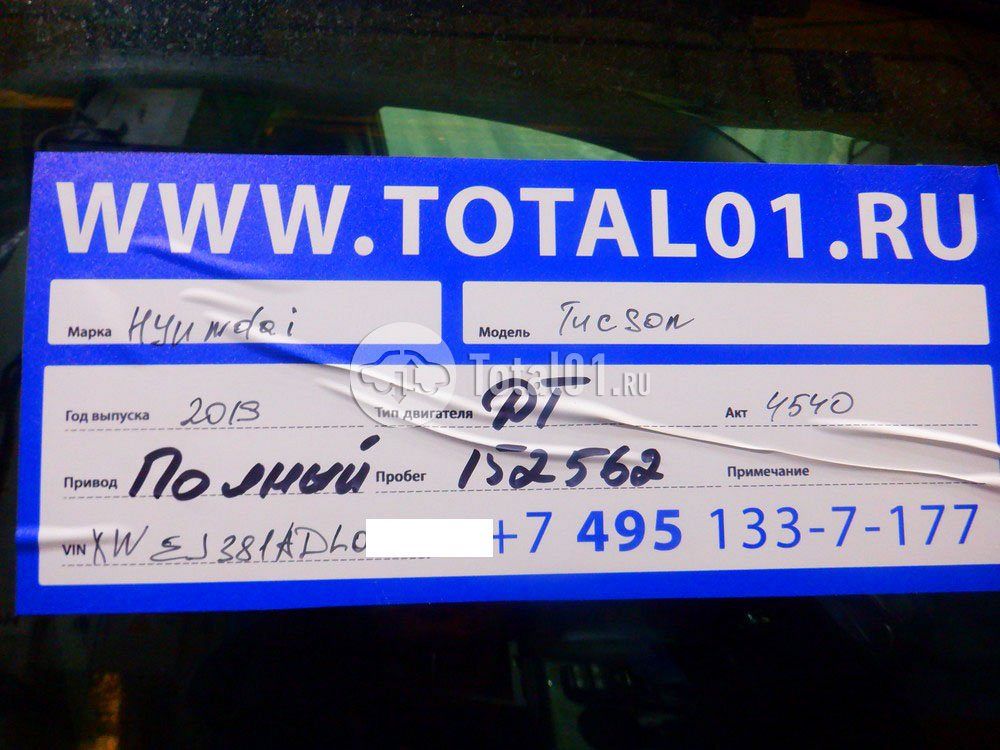 WWW.TOTAL01.RU
Марка Hyundai Модель Tucson
Total01.RU
Год выпуска 2019 Тип двигателя ДТ Акт 4540
Привод Полный Пробег 152562 Примечание
VIN XWEJ381ADL0 +7 495 133-7-177